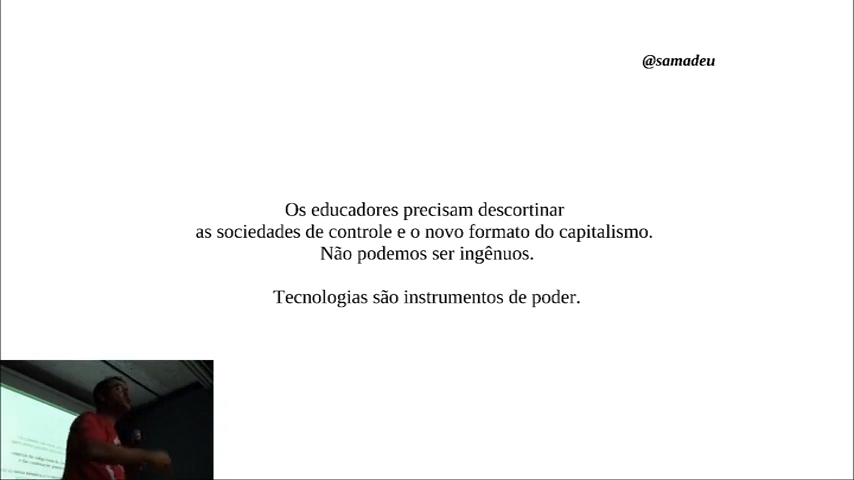 @samadeu
Os educadores precisam descortinar
as sociedades de controle e o novo formato do capitalismo.
Não podemos ser ingênuos.
Tecnologias são instrumentos de poder.